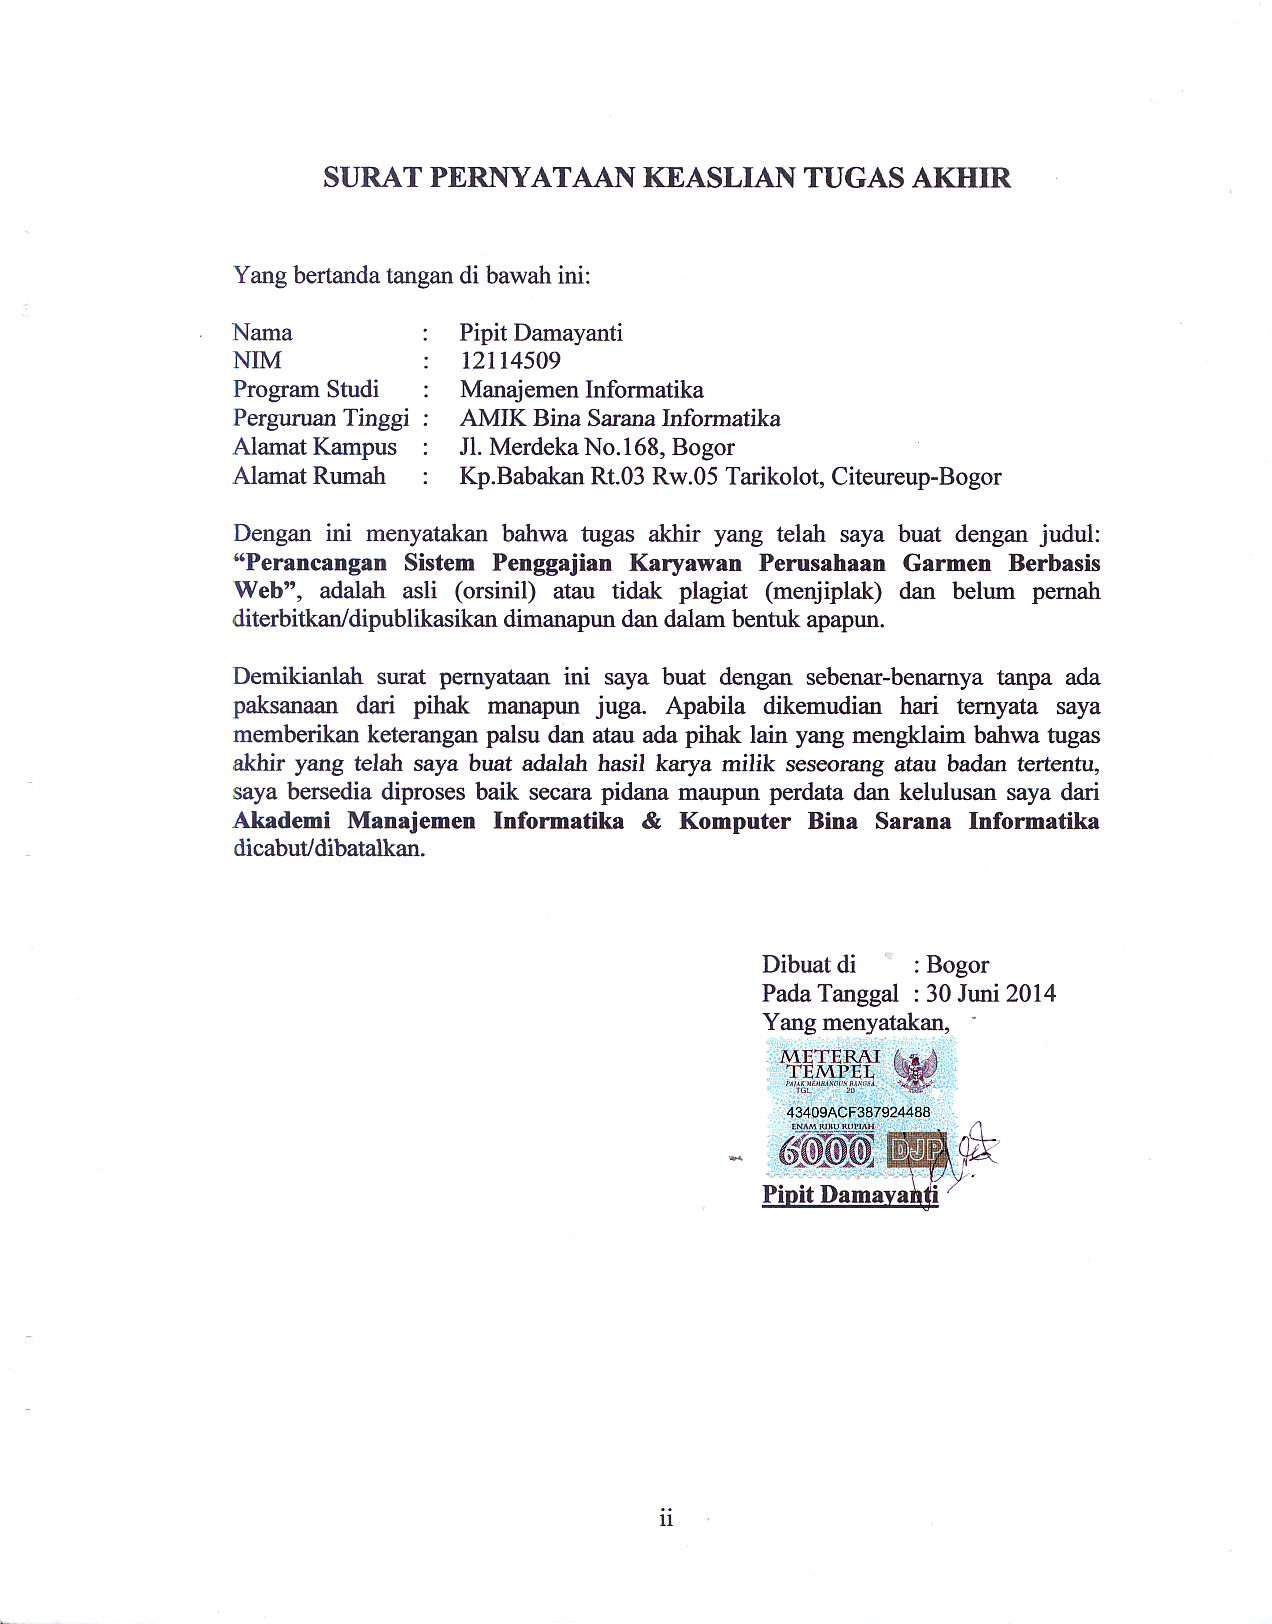 SURAT PERNYATAAN KEASLIAN TUGAS AKHIR
Yang bertanda tangan di bawah ini:
Nama : Pipit Damayanti
NIM : 12114509
Program Studi : Manajemen Informatika
Perguruan Tinggi : AMIK Bina Sarana Informatika
Alamat Kampus : Jl. Merdeka No.168, Bogor
Alamat Rumah : Kp.Babakan Rt.03 Rw.05 Tarikolot, Citeureup-Bogor
Dengan ini menyatakan bahwa tugas akhir yang telah saya buat dengan judul:
“Perancangan Sistem Penggajian Karyawan Perusahaan Garmen Berbasis
Web”, adalah asli (orsinil) atau tidak plagiat (menjiplak) dan belum pernah
diterbitkan/dipublikasikan dimanapun dan dalam bentuk apapun.
Demikianlah surat pernyataan ini saya buat dengan sebenar-benarnya tanpa ada
paksanaan dari pihak manapun juga. Apabila dikemudian hari ternyata saya
memberikan keterangan palsu dan atau ada pihak lain yang mengklaim bahwa tugas
akhir yang telah saya buat adalah hasil karya milik seseorang atau badan tertentu,
saya bersedia diproses baik secara pidana maupun perdata dan kelulusan saya dari
Akademi Manajemen Informatika & Komputer Bina Sarana Informatika
dicabut/dibatalkan.
Dibuat di : Bogor
Pada Tanggal : 30 Juni 2014
Yang menyatakan,
METERAI
TEMPEL
PAJAK MEMBANGUN BANGSA
TGL. 20
43409ACF387924488
ENAM RIBU RUPIAH
6000 DJP
Pipit Damayanti
ii